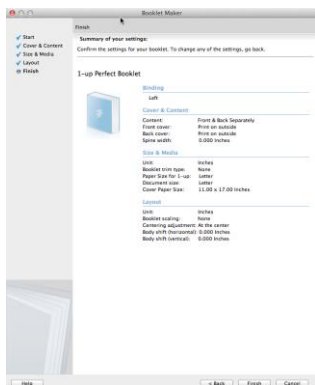 Booklet Maker
Finish
Start
Cover & Content
Size & Media
Layout
Finish
Summary of your settings:
Confirm the settings for your booklet. To change any of the settings, go back.
1-up Perfect Booklet
Binding
Left
Cover & Content
Content: Front & Back Separately
Front cover: Print on outside
Back cover: Print on outside
Spine width: 0.000 Inches
Size & Media
Unit Inches
Booklet trim type: None
Paper Size for 1-up: Letter
Document size Letter
Cover Paper Size: 11.00 x 17.00 Inches
Layout
Unit Inches
Booklet scaling: None
Centering adjustment: At the center
Body shift (horizontal): 0.000 Inches
Body shift (vertical): 0.000 Inches
Help
< Back
Finish
Cancel